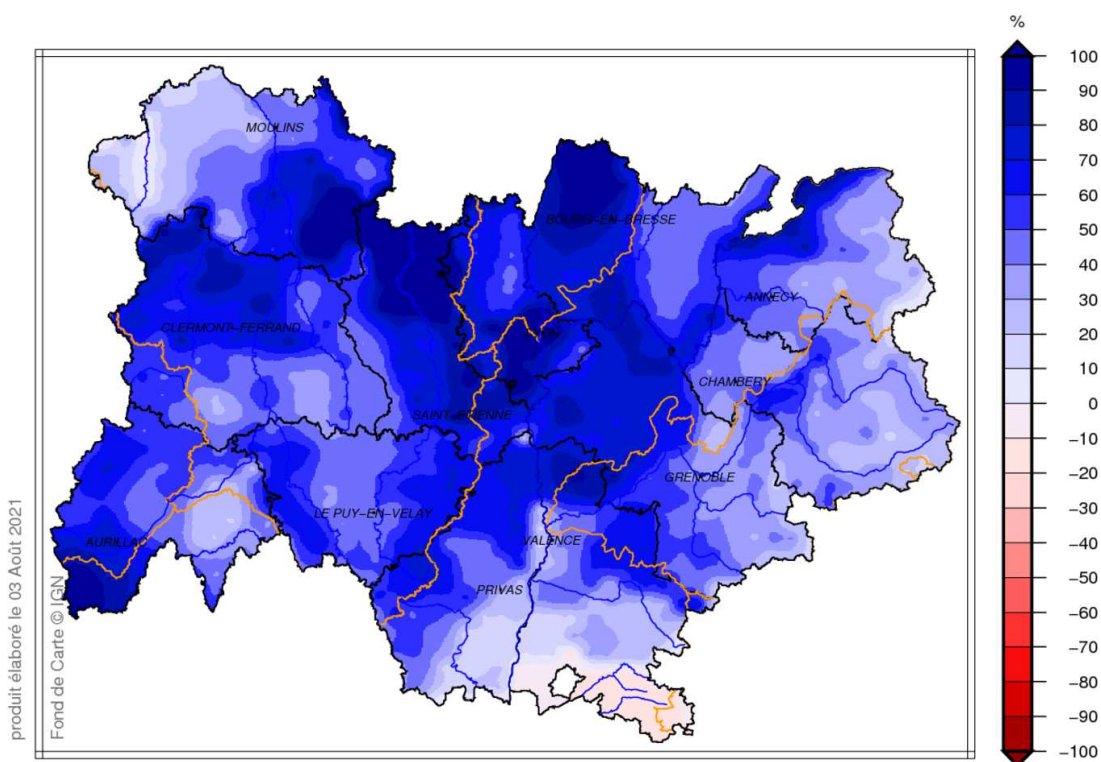 %
100
90
80
70
60
50
40
30
20
10
0
-10
-20
-30
-40
-50
-60
-70
-80
-90
-100
MOULINS
BOURG-EN-BRESSE
ANNECY
CLERMONT-FERRAND
CHAMBERY
SAINT-ETIENNE
GRENOBLE
LE PUY-EN-VELAY
AURILLAC
VALENCE
PRIVAS
produit élaboré le 03 Août 2021
Fond de Carte © IGN